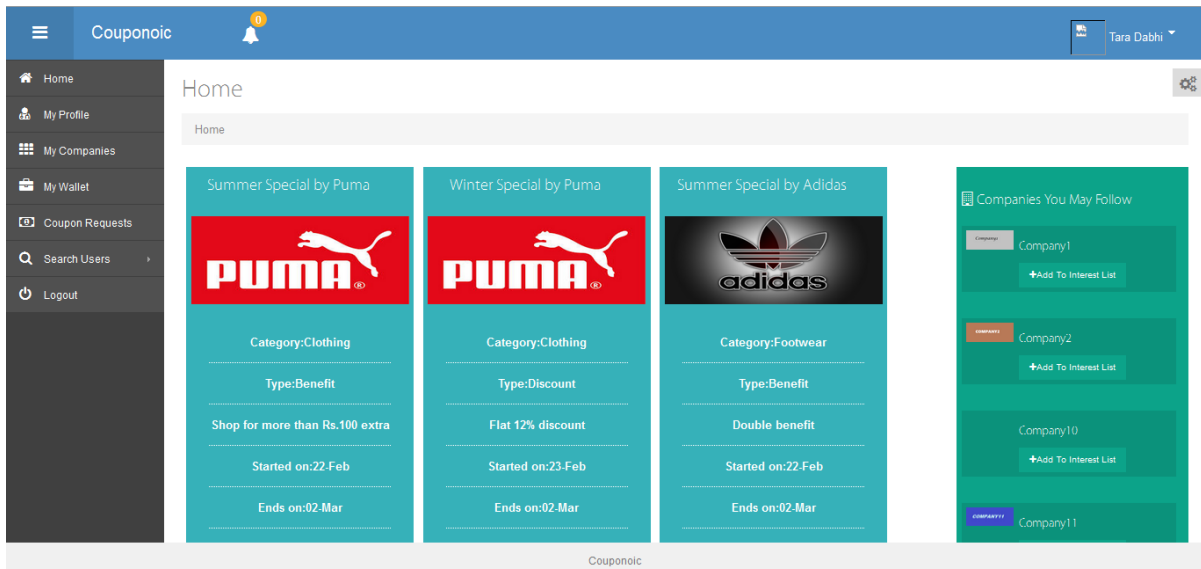 Couponoic
0
Tara Dabhi
Home
My Profile
My Companies
My Wallet
Coupon Requests
Search Users
Logout
Home
Home
Summer Special by Puma
PUMA
Category:Clothing
Type:Benefit
Shop for more than Rs.100 extra
Started on:22-Feb
Ends on:02-Mar
Winter Special by Puma
PUMA
Category:Clothing
Type:Discount
Flat 12% discount
Started on:23-Feb
Ends on:02-Mar
Summer Special by Adidas
adidas
Category:Footwear
Type:Benefit
Double benefit
Started on:22-Feb
Ends on:02-Mar
Companies You May Follow
Company1
+Add To Interest List
Company2
+Add To Interest List
Company10
+Add To Interest List
COMPANY11
Company11
Couponoic